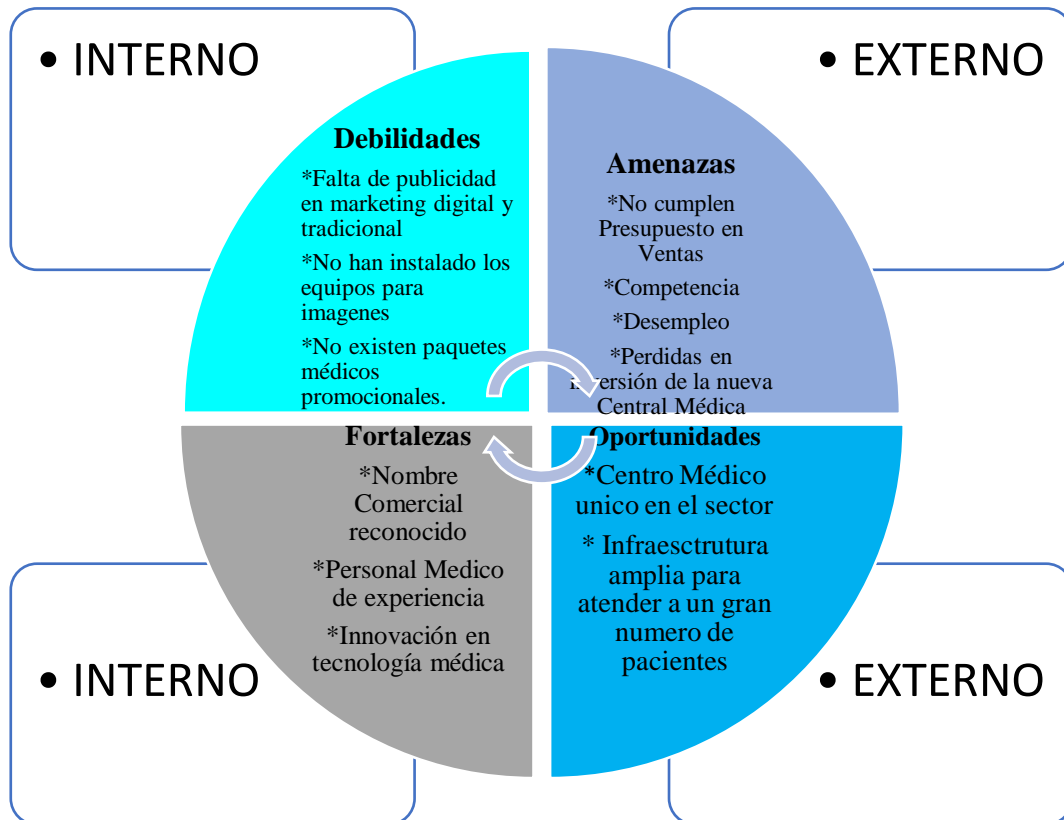 • INTERNO
• EXTERNO
Debilidades
*Falta de publicidad
en marketing digital y
tradicional
*No han instalado los
equipos para
imagenes
*No existen paquetes
médicos
promocionales.
Amenazas
*No cumplen
Presupuesto en
Ventas
*Competencia
*Desempleo
*Perdidas en
inversión de la nueva
Central Médica
Fortalezas
*Nombre
Comercial
reconocido
*Personal Medico
de experiencia
*Innovación en
tecnología médica
Oportunidades
*Centro Médico
unico en el sector
* Infraesctrutura
amplia para
atender a un gran
numero de
pacientes
• INTERNO
• EXTERNO